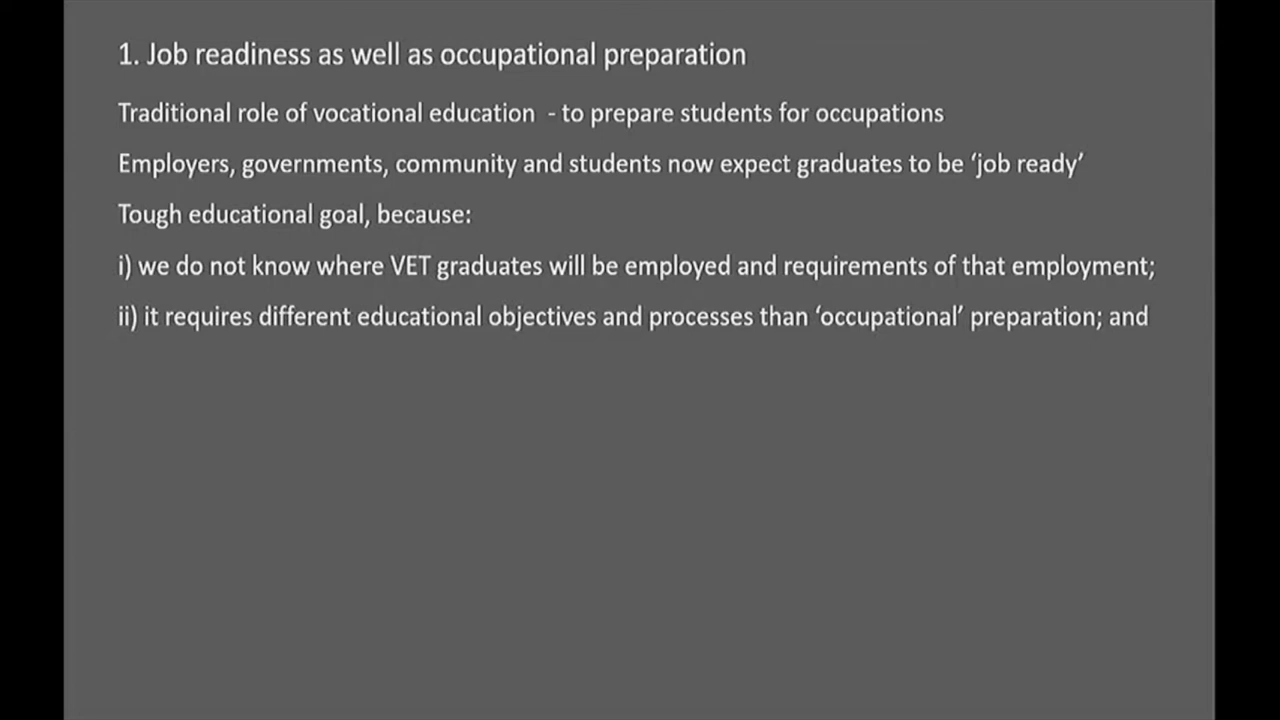 1. Job readiness as well as occupational preparation
Traditional role of vocational education - to prepare students for occupations
Employers, governments, community and students now expect graduates to be ‘job ready’
Tough educational goal, because:
i) we do not know where VET graduates will be employed and requirements of that employment;
ii) it requires different educational objectives and processes than ‘occupational’ preparation; and